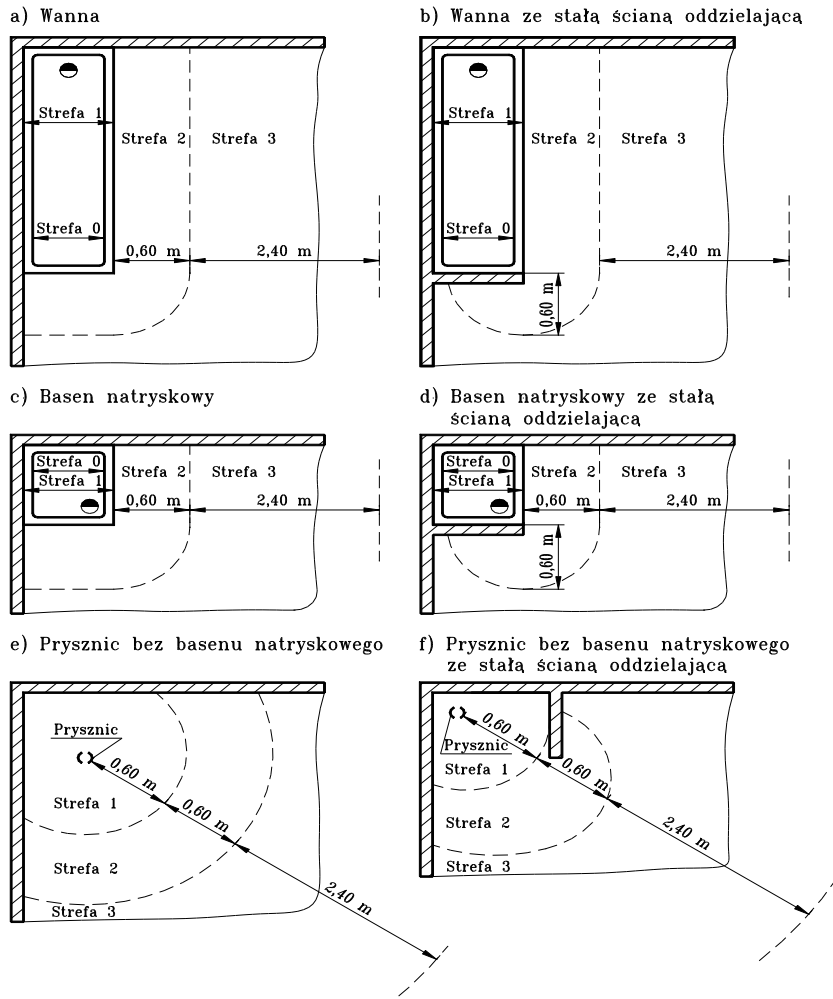 a) Wanna
Strefa 1
Strefa 2
Strefa 3
Strefa 0
0,60 m
2,40 m
b) Wanna ze stałą ścianą oddzielającą
Strefa 1
Strefa 2
Strefa 3
Strefa 0
2,40 m
0,60 m
c) Basen natryskowy
Strefa 0
Strefa 1
Strefa 2
Strefa 3
0,60 m
2,40 m
d) Basen natryskowy ze stałą
ścianą oddzielającą
Strefa 0
Strefa 1
Strefa 2
Strefa 3
0,60 m
2,40 m
0,60 m
e) Prysznic bez basenu natryskowego
Prysznic
0,60 m
Strefa 1
0,60 m
Strefa 2
2,40 m
Strefa 3
f) Prysznic bez basenu natryskowego
ze stałą ścianą oddzielającą
0,60 m
Prysznic
Strefa 1
0,60 m
Strefa 2
2,40 m
Strefa 3